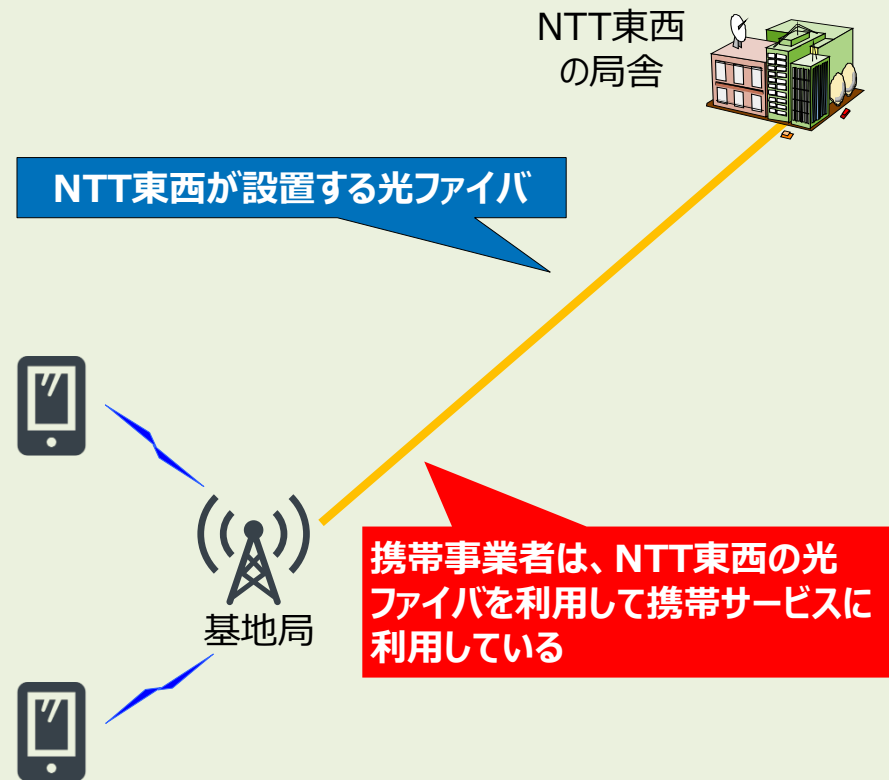 NTT東西
の局舎
NTT東西が設置する光ファイバ
携帯事業者は、NTT東西の光
ファイバを利用して携帯サービスに
利用している
基地局